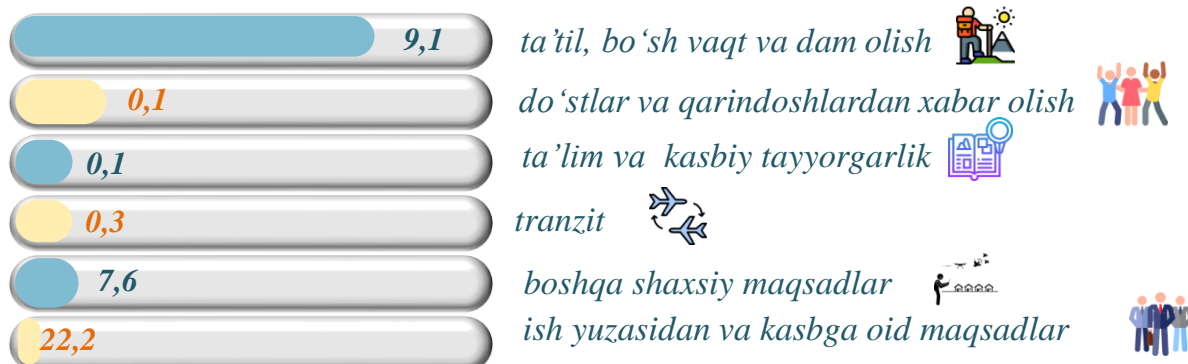 9,1 ta’til, bo‘sh vaqt va dam olish
0,1 do‘stlar va qarindoshlardan xabar olish
0,1 ta’lim va kasbiy tayyorgarlik
0,3 tranzit
7,6 boshqa shaxsiy maqsadlar
22,2 ish yuzasidan va kasbga oid maqsadlar